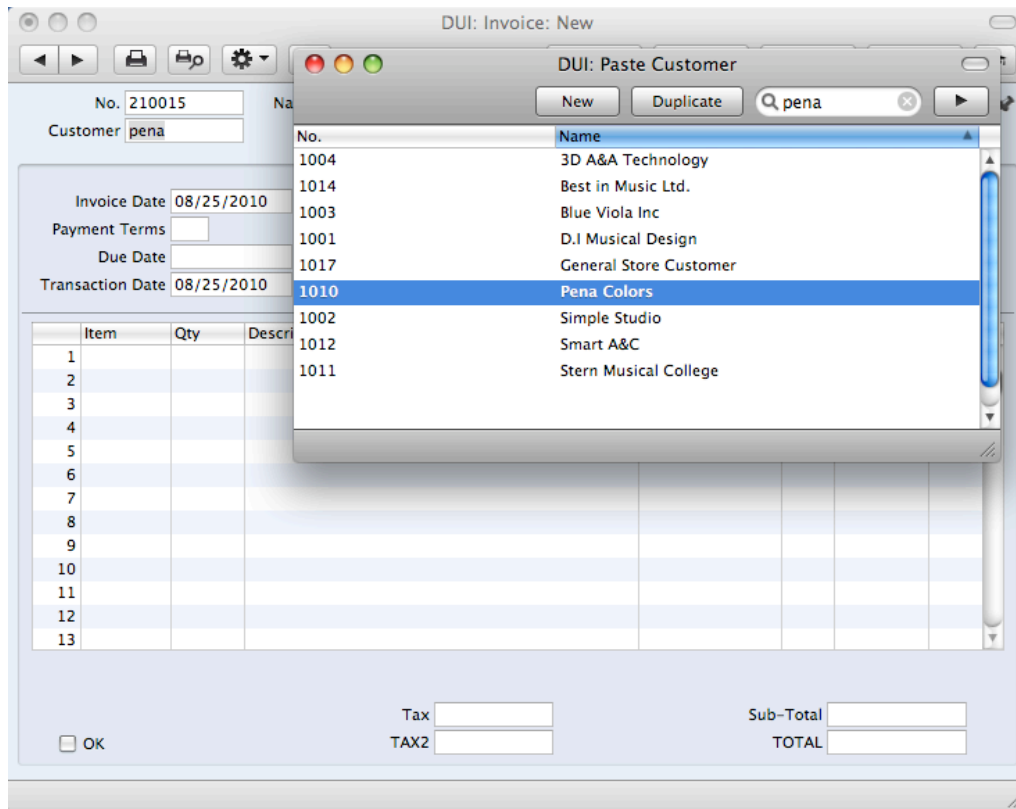 DUI: Invoice: New
DUI: Paste Customer
New Duplicate pena
No. 210015 Na
Customer pena
No. Name
1004 3D A&A Technology
1014 Best in Music Ltd.
1003 Blue Viola Inc
1001 D.I Musical Design
1017 General Store Customer
1010 Pena Colors
1002 Simple Studio
1012 Smart A&C
1011 Stern Musical College
Invoice Date 08/25/2010
Payment Terms
Due Date
Transaction Date 08/25/2010
Item Qty Descri
1
2
3
4
5
6
7
8
9
10
11
12
13
Tax Sub-Total
OK TAX2 TOTAL